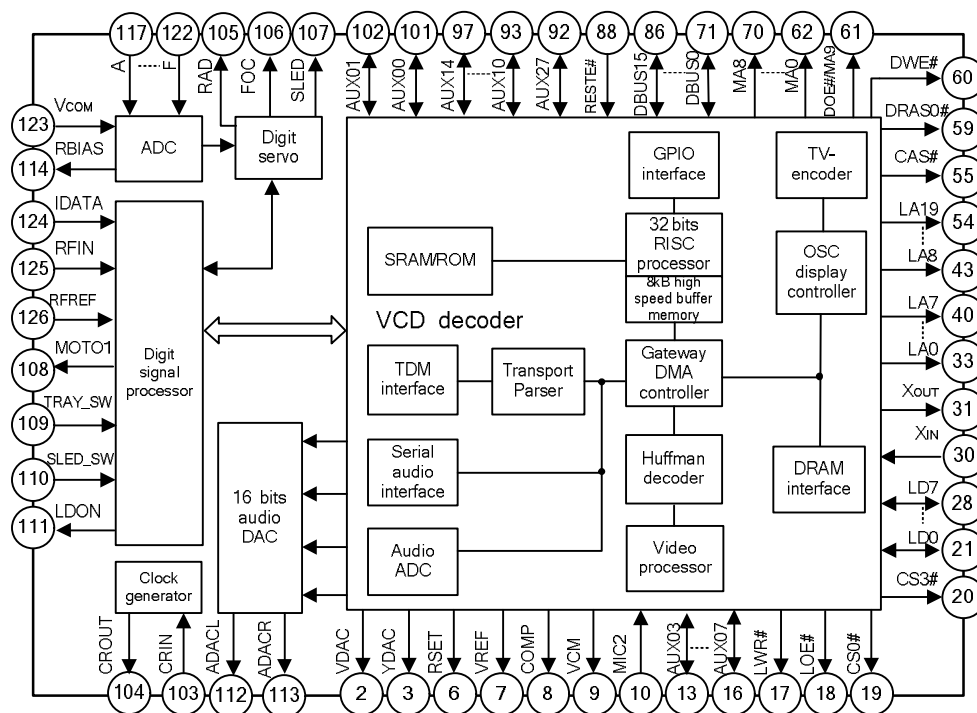 117 122 105 106 107 102 101 97 93 92 88 86 71 70 62 61
A F RAD FOC SLED AUX01 AUX00 AUX14 AUX10 AUX27 RESTE# DBUS15 DBUS0 MA8 MA0 DOE#/MA9
DWE# 60
123 VCOM
DRAS0# 59
114 RBIAS
CAS# 55
124 IDATA
LA19 54
125 RFIN
LA8 43
126 RFREF
LA7 40
108 MOTO1
LA0 33
109 TRAY_SW
XOUT 31
110 SLED_SW
XIN 30
111 LDON
LD7 28
LD0 21
CS3# 20
ADC
Digit
servo
GPIO
interface
TV-
encoder
SRAM/ROM
32 bits
RISC
processor
8kB high
speed buffer
memory
OSC
display
controller
VCD decoder
Digit
signal
processor
TDM
interface
Transport
Parser
Gateway
DMA
controller
16 bits
audio
DAC
Serial
audio
interface
Huffman
decoder
DRAM
interface
Audio
ADC
Video
processor
Clock
generator
CROUT CRIN ADACL ADACR VDAC YDAC RSET VREF COMP VCM MIC2 AUX03 AUX07 LWR# LOE# CS0#
104 103 112 113 2 3 6 7 8 9 10 13 16 17 18 19